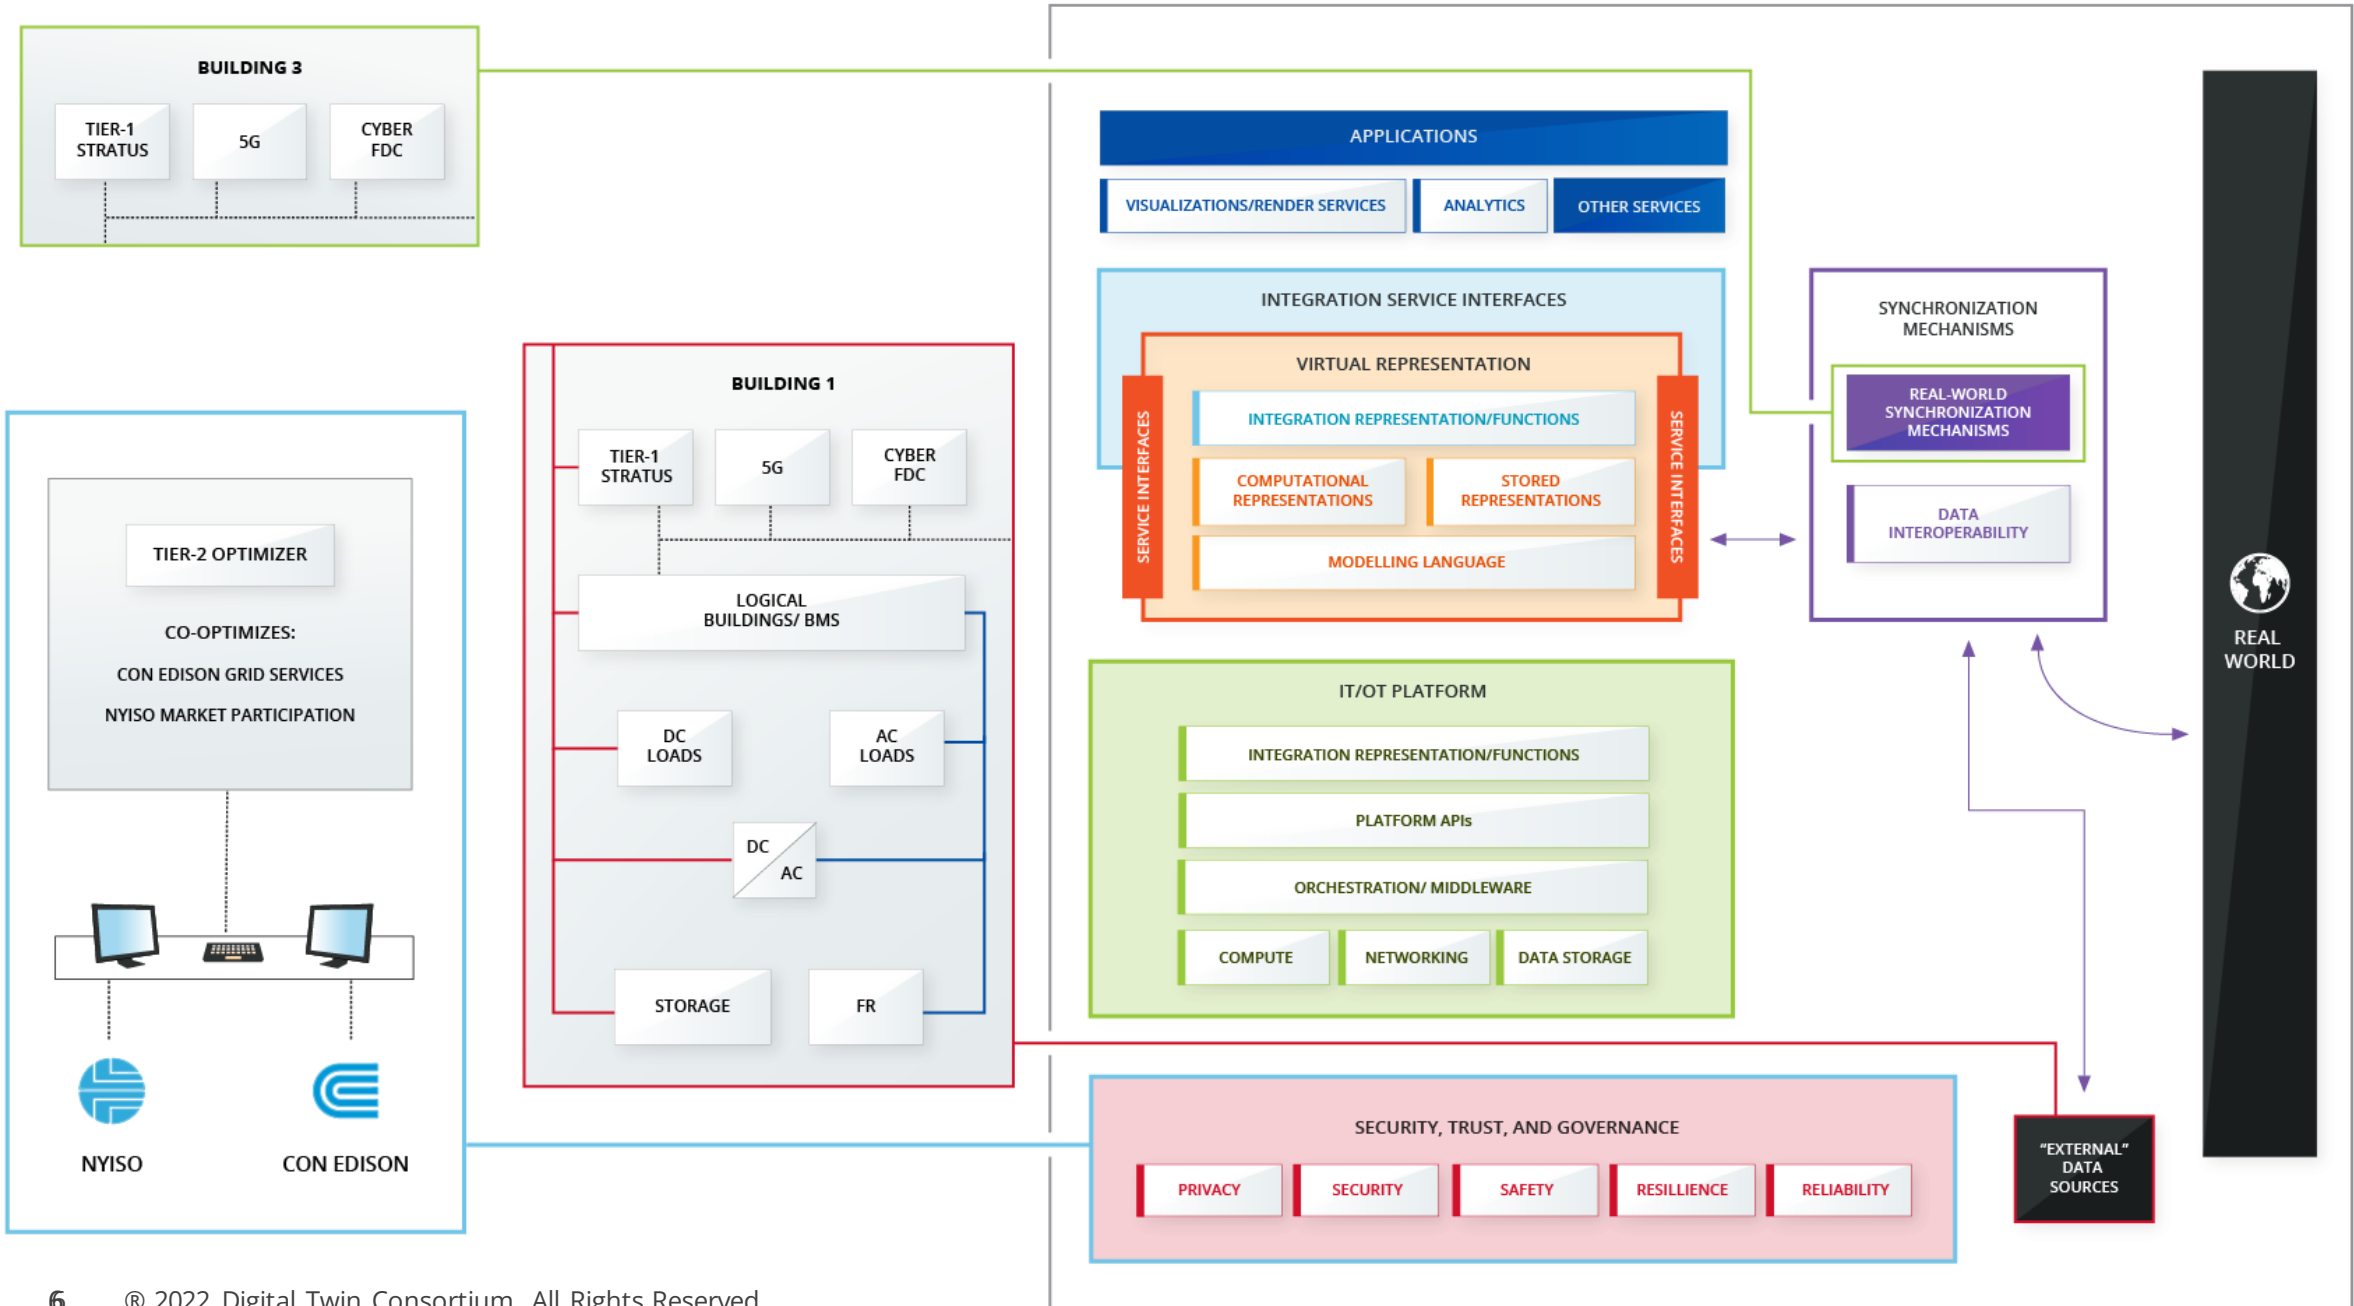 BUILDING 3
TIER-1
STRATUS
5G
CYBER
FDC
TIER-2 OPTIMIZER
CO-OPTIMIZES:
CON EDISON GRID SERVICES
NYISO MARKET PARTICIPATION
NYISO
CON EDISON
BUILDING 1
TIER-1
STRATUS
5G
CYBER
FDC
LOGICAL
BUILDINGS/ BMS
DC
LOADS
AC
LOADS
DC
AC
STORAGE
FR
APPLICATIONS
VISUALIZATIONS/RENDER SERVICES
ANALYTICS
OTHER SERVICES
INTEGRATION SERVICE INTERFACES
VIRTUAL REPRESENTATION
SERVICE INTERFACES
INTEGRATION REPRESENTATION/FUNCTIONS
COMPUTATIONAL
REPRESENTATIONS
STORED
REPRESENTATIONS
MODELLING LANGUAGE
SERVICE INTERFACES
IT/OT PLATFORM
INTEGRATION REPRESENTATION/FUNCTIONS
PLATFORM APIs
ORCHESTRATION/ MIDDLEWARE
COMPUTE
NETWORKING
DATA STORAGE
SECURITY, TRUST, AND GOVERNANCE
PRIVACY
SECURITY
SAFETY
RESILLIENCE
RELIABILITY
SYNCHRONIZATION
MECHANISMS
REAL-WORLD
SYNCHRONIZATION
MECHANISMS
DATA
INTEROPERABILITY
"EXTERNAL"
DATA
SOURCES
REAL
WORLD
6 ® 2022 Digital Twin Consortium. All Rights Reserved